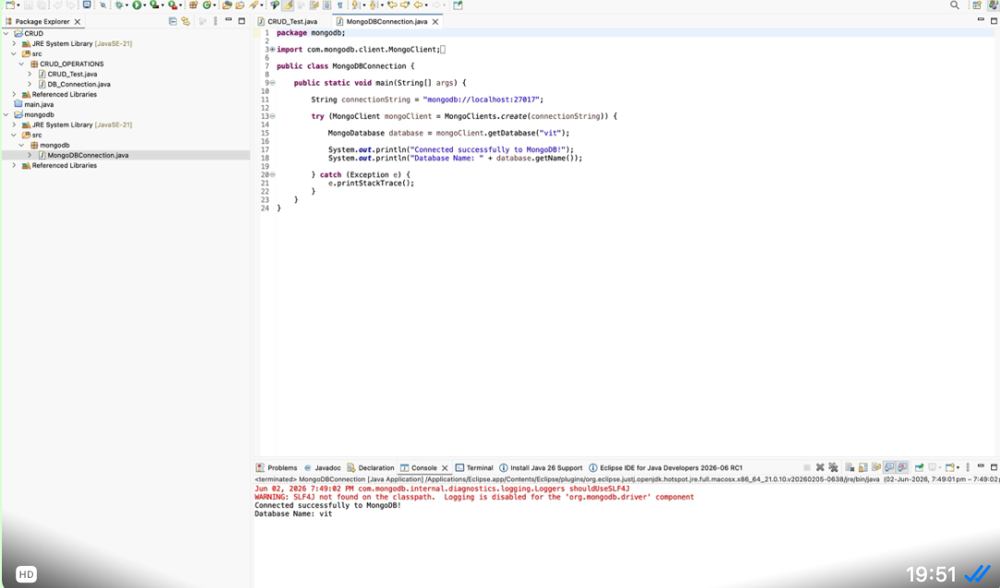 CRUD_Test.java
MongoDBConnection.java
Package Explorer
CRUD
JRE System Library [JavaSE-21]
src
CRUD_OPERATIONS
CRUD_Test.java
DB_Connection.java
Referenced Libraries
main.java
mongodb
JRE System Library [JavaSE-21]
src
mongodb
MongoDBConnection.java
Referenced Libraries
1 package mongodb;
2
3 import com.mongodb.client.MongoClient;
6
7 public class MongoDBConnection {
8
9 public static void main(String[] args) {
10
11 String connectionString = "mongodb://localhost:27017";
12
13 try (MongoClient mongoClient = MongoClients.create(connectionString)) {
14
15 MongoDatabase database = mongoClient.getDatabase("vit");
16
17 System.out.println("Connected successfully to MongoDB!");
18 System.out.println("Database Name: " + database.getName());
19
20 } catch (Exception e) {
21 e.printStackTrace();
22 }
23 }
24 }
Problems
Javadoc
Declaration
Console
Terminal
Install Java 26 Support
Eclipse IDE for Java Developers 2026-06 RC1
<terminated> MongoDBConnection [Java Application] /Applications/Eclipse.app/Contents/Eclipse/plugins/org.eclipse.justj.openjdk.hotspot.jre.full.macosx.x86_64_21.0.10.v20260205-0638/jre/bin/java (02-Jun-2026, 7:49:01 pm – 7:49:02
Jun 02, 2026 7:49:02 PM com.mongodb.internal.diagnostics.logging.Loggers shouldUseSLF4J
WARNING: SLF4J not found on the classpath. Logging is disabled for the 'org.mongodb.driver' component
Connected successfully to MongoDB!
Database Name: vit
HD
19:51